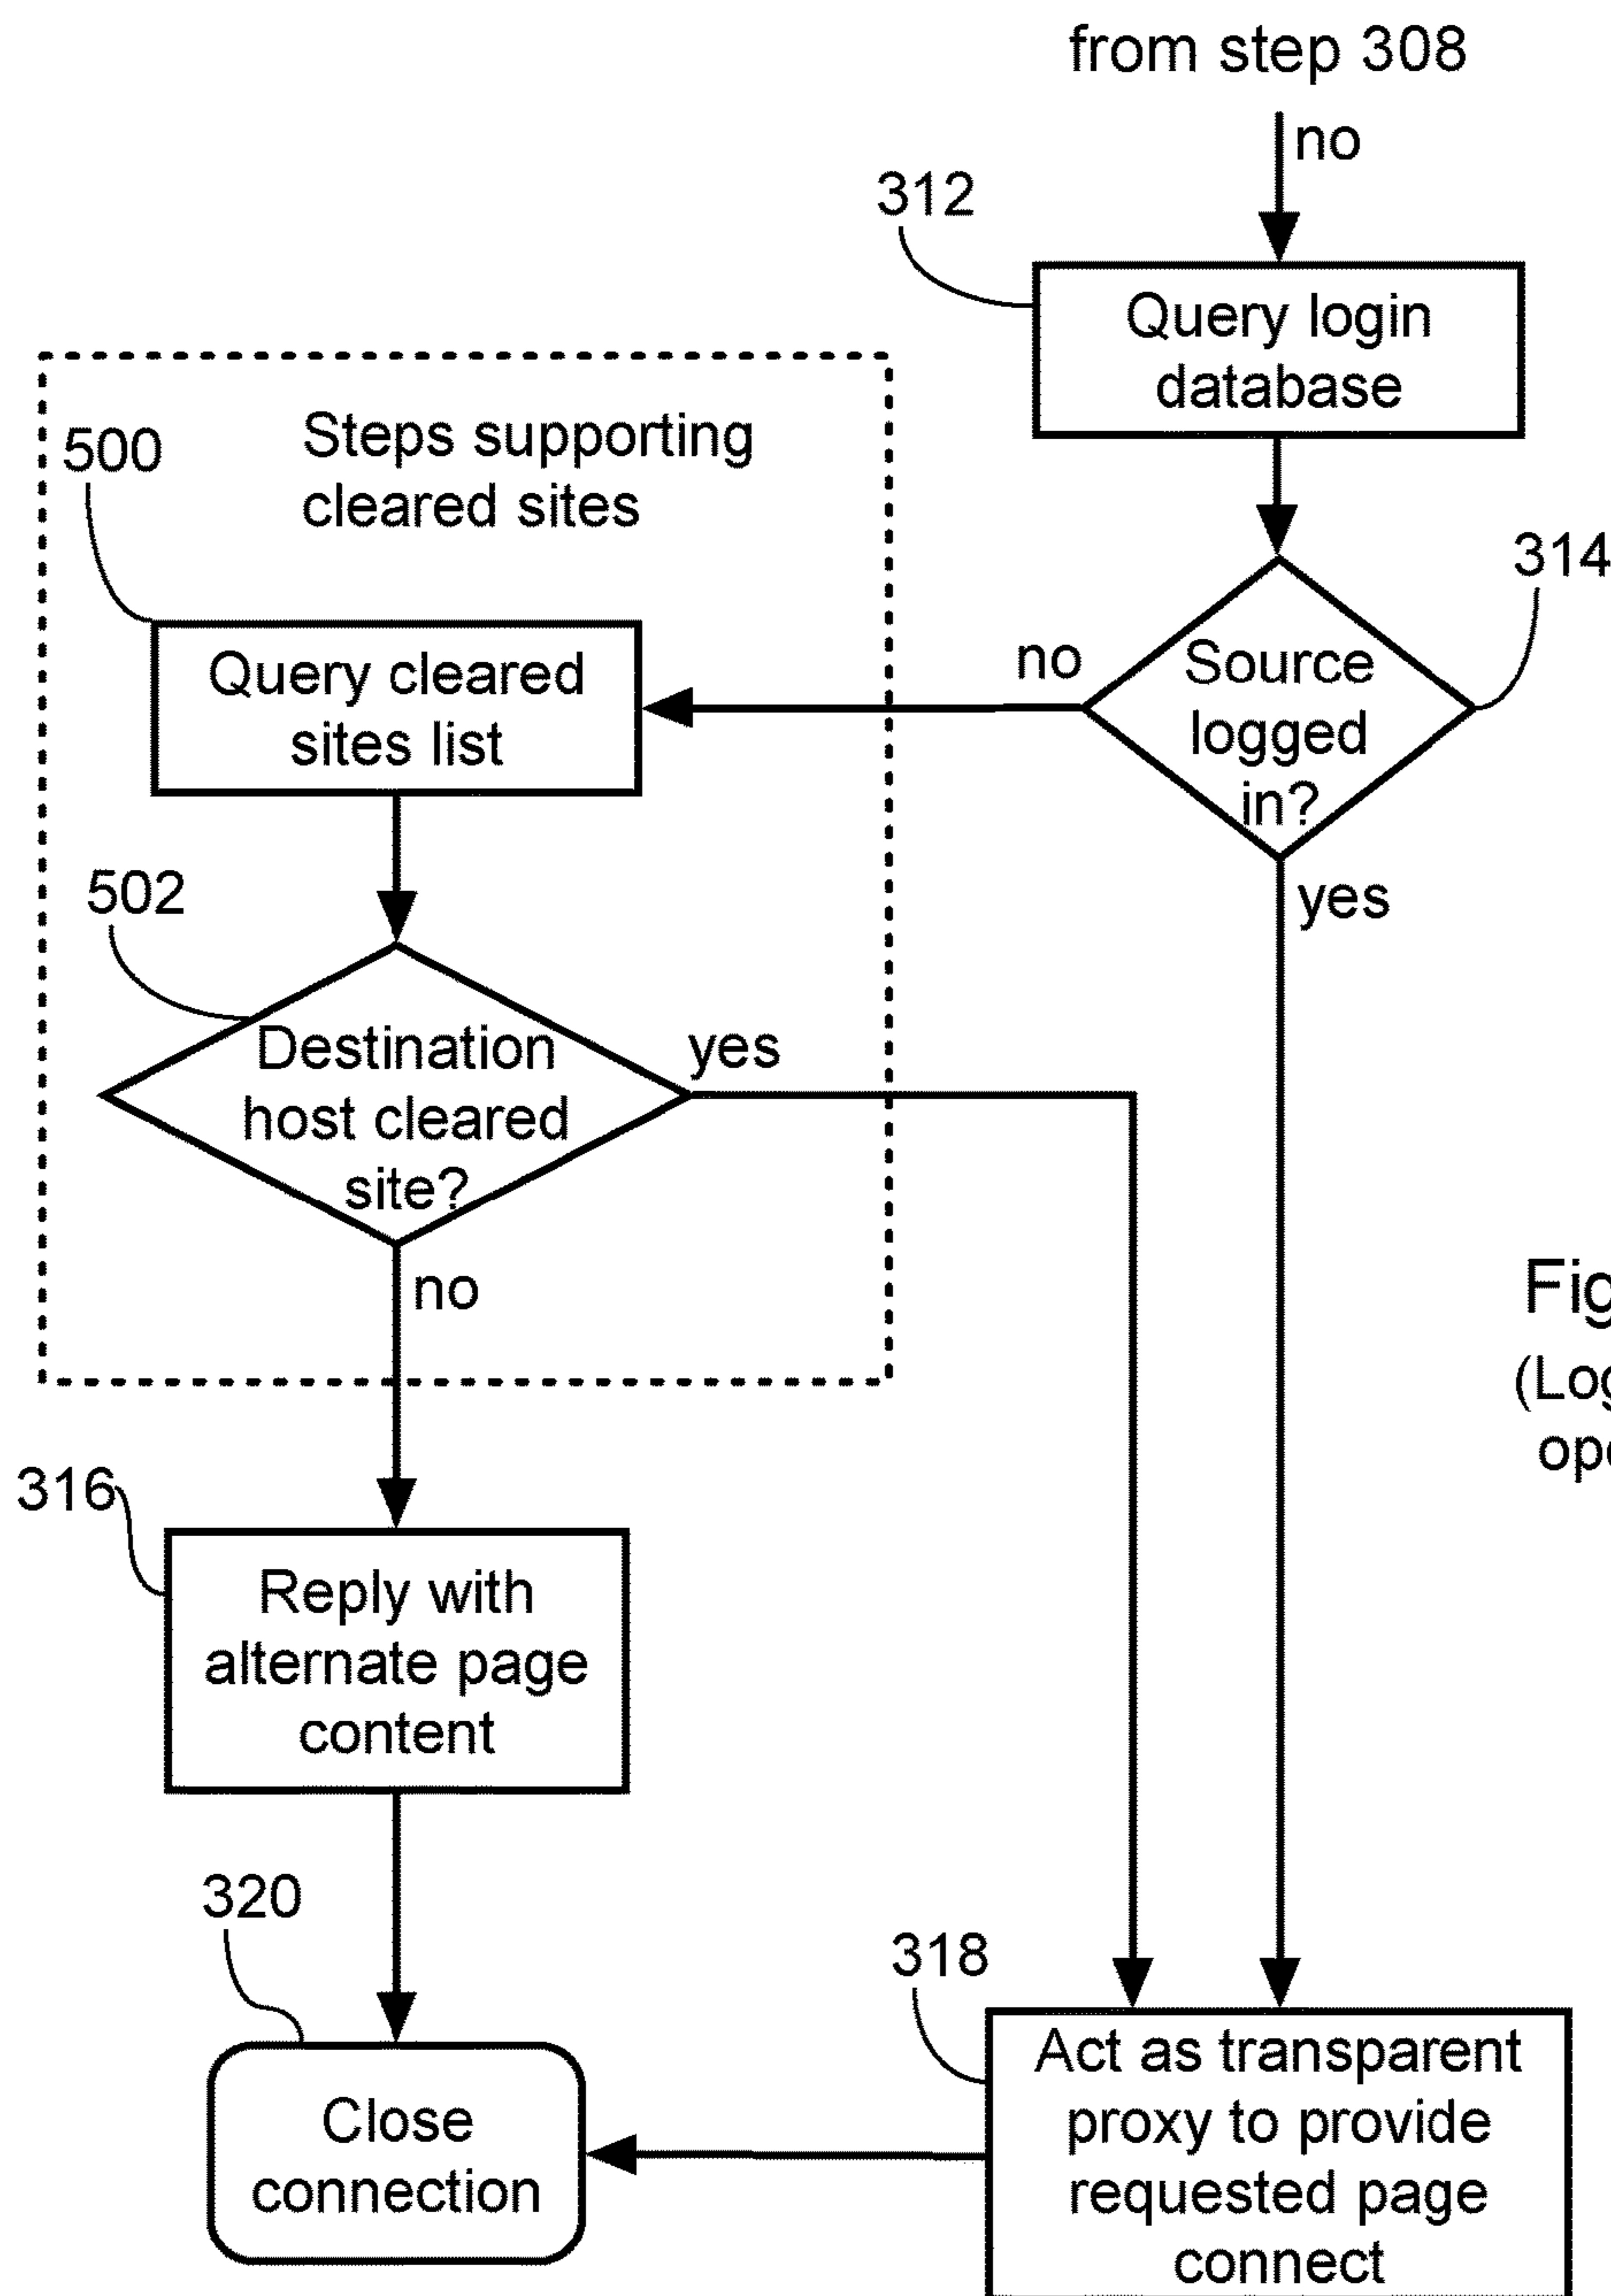 from step 308
no
312
Query login
database
Steps supporting
cleared sites
500
314
Query cleared
sites list
no
Source
logged
in?
502
yes
Destination
host cleared
site?
yes
no
316
Reply with
alternate page
content
320
318
Close
connection
Act as transparent
proxy to provide
requested page
connect